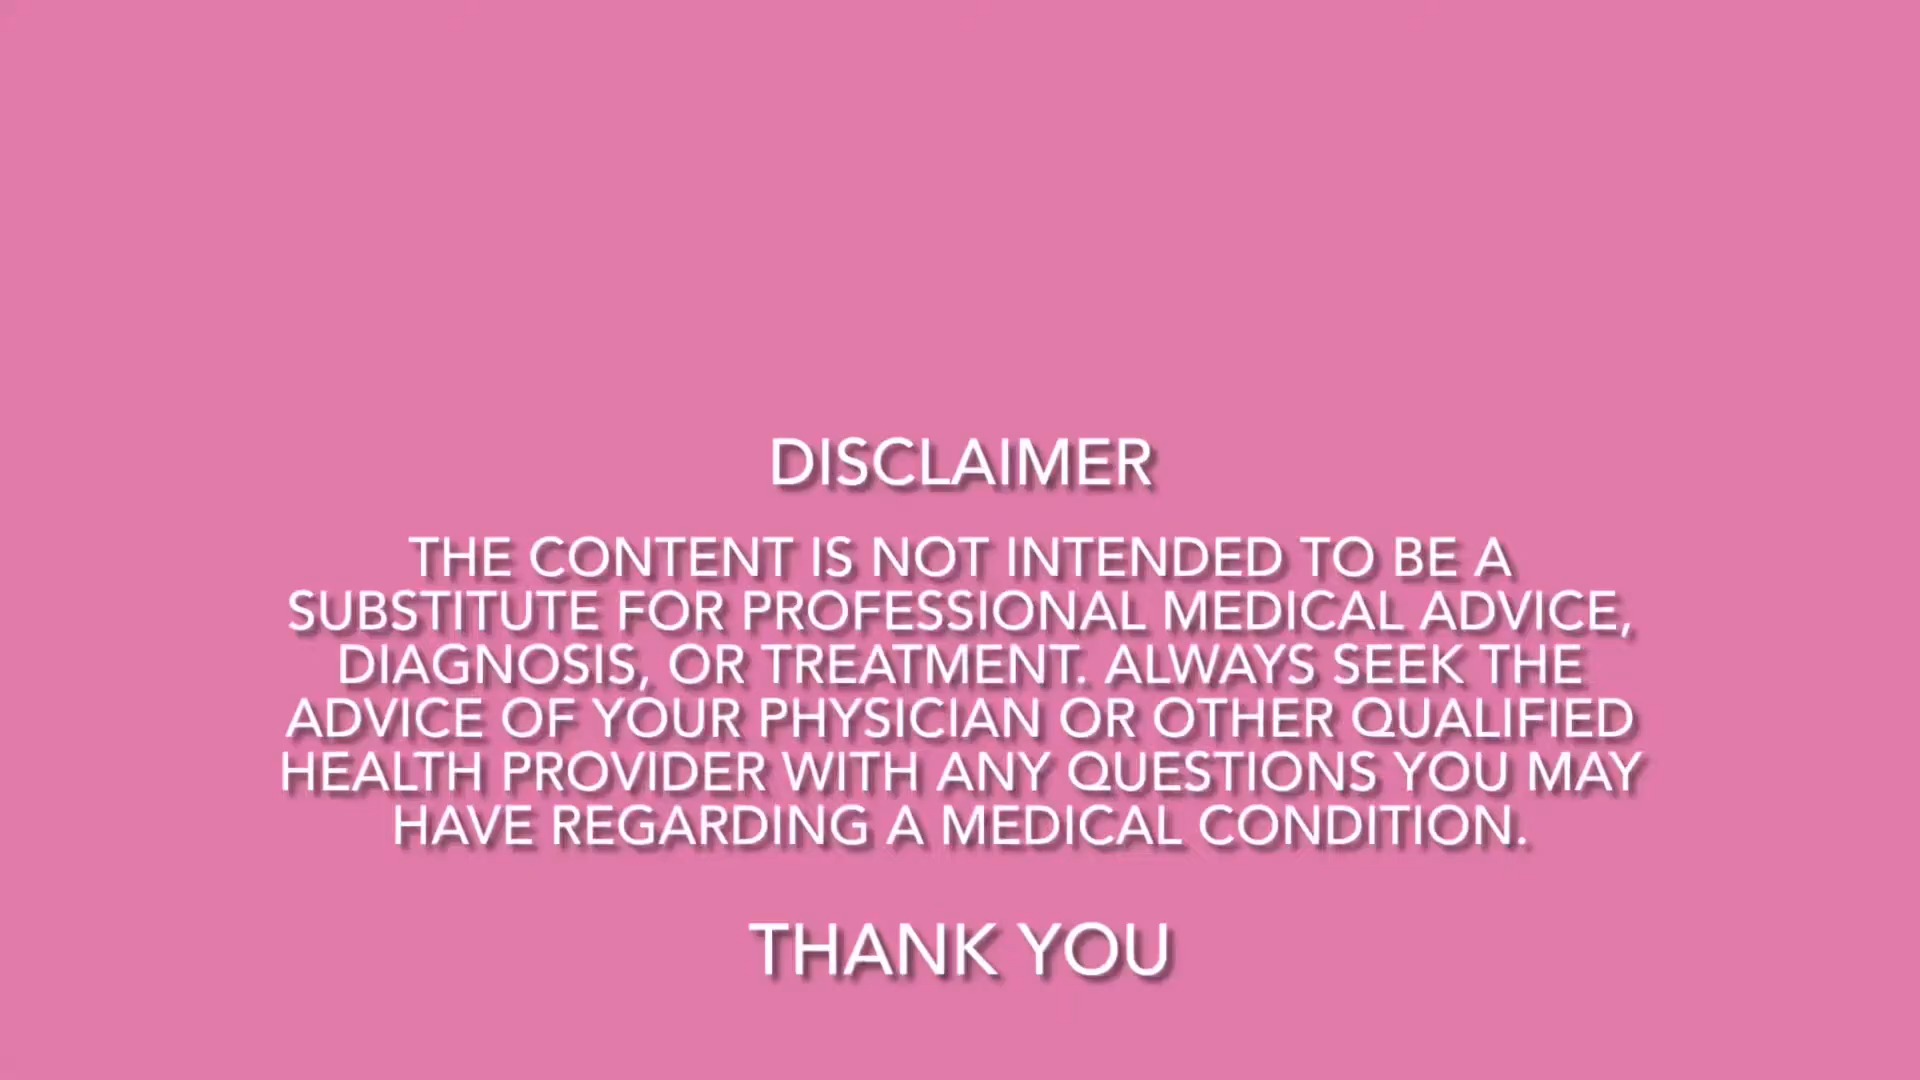 DISCLAIMER
THE CONTENT IS NOT INTENDED TO BE A
SUBSTITUTE FOR PROFESSIONAL MEDICAL ADVICE,
DIAGNOSIS, OR TREATMENT. ALWAYS SEEK THE
ADVICE OF YOUR PHYSICIAN OR OTHER QUALIFIED
HEALTH PROVIDER WITH ANY QUESTIONS YOU MAY
HAVE REGARDING A MEDICAL CONDITION.
THANK YOU